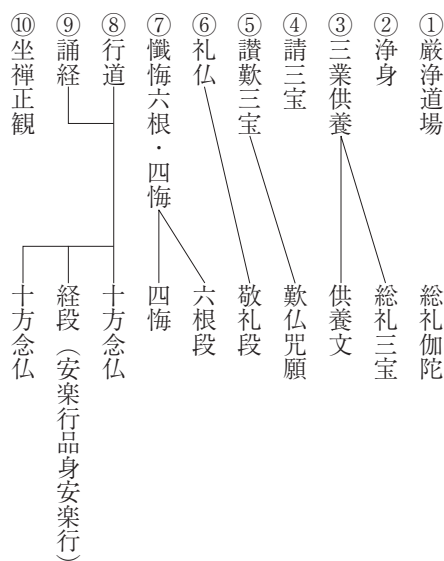 ①厳浄道場
②浄身
③三業供養
④請三宝
⑤讃歎三宝
⑥礼仏
⑦懺悔六根・四悔
⑧行道
⑨誦経
⑩坐禅正観
総礼伽陀
総礼三宝
供養文
歎仏咒願
敬礼段
六根段
四悔
十方念仏
経段（安楽行品身安楽行）
十方念仏